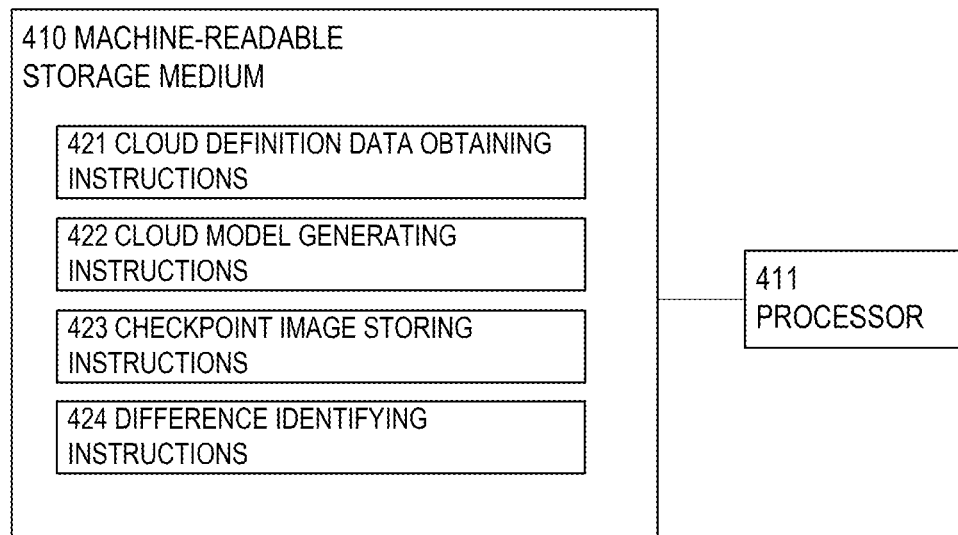 410 MACHINE-READABLE
STORAGE MEDIUM
421 CLOUD DEFINITION DATA OBTAINING
INSTRUCTIONS
422 CLOUD MODEL GENERATING
INSTRUCTIONS
423 CHECKPOINT IMAGE STORING
INSTRUCTIONS
424 DIFFERENCE IDENTIFYING
INSTRUCTIONS
411
PROCESSOR